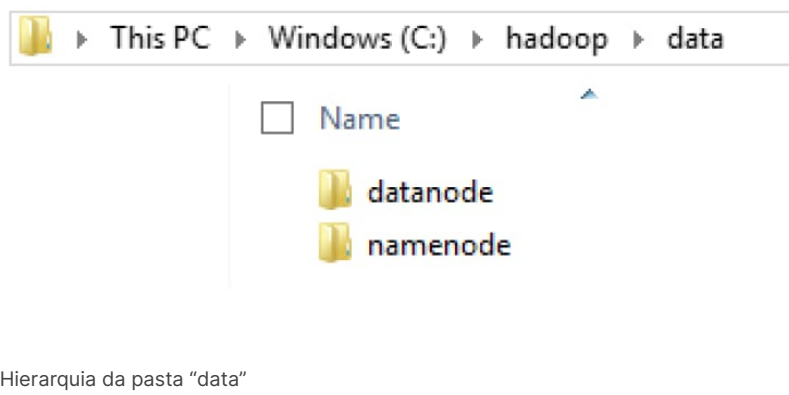 This PC Windows (C:) hadoop data
Name
datanode
namenode
Hierarquia da pasta “data”